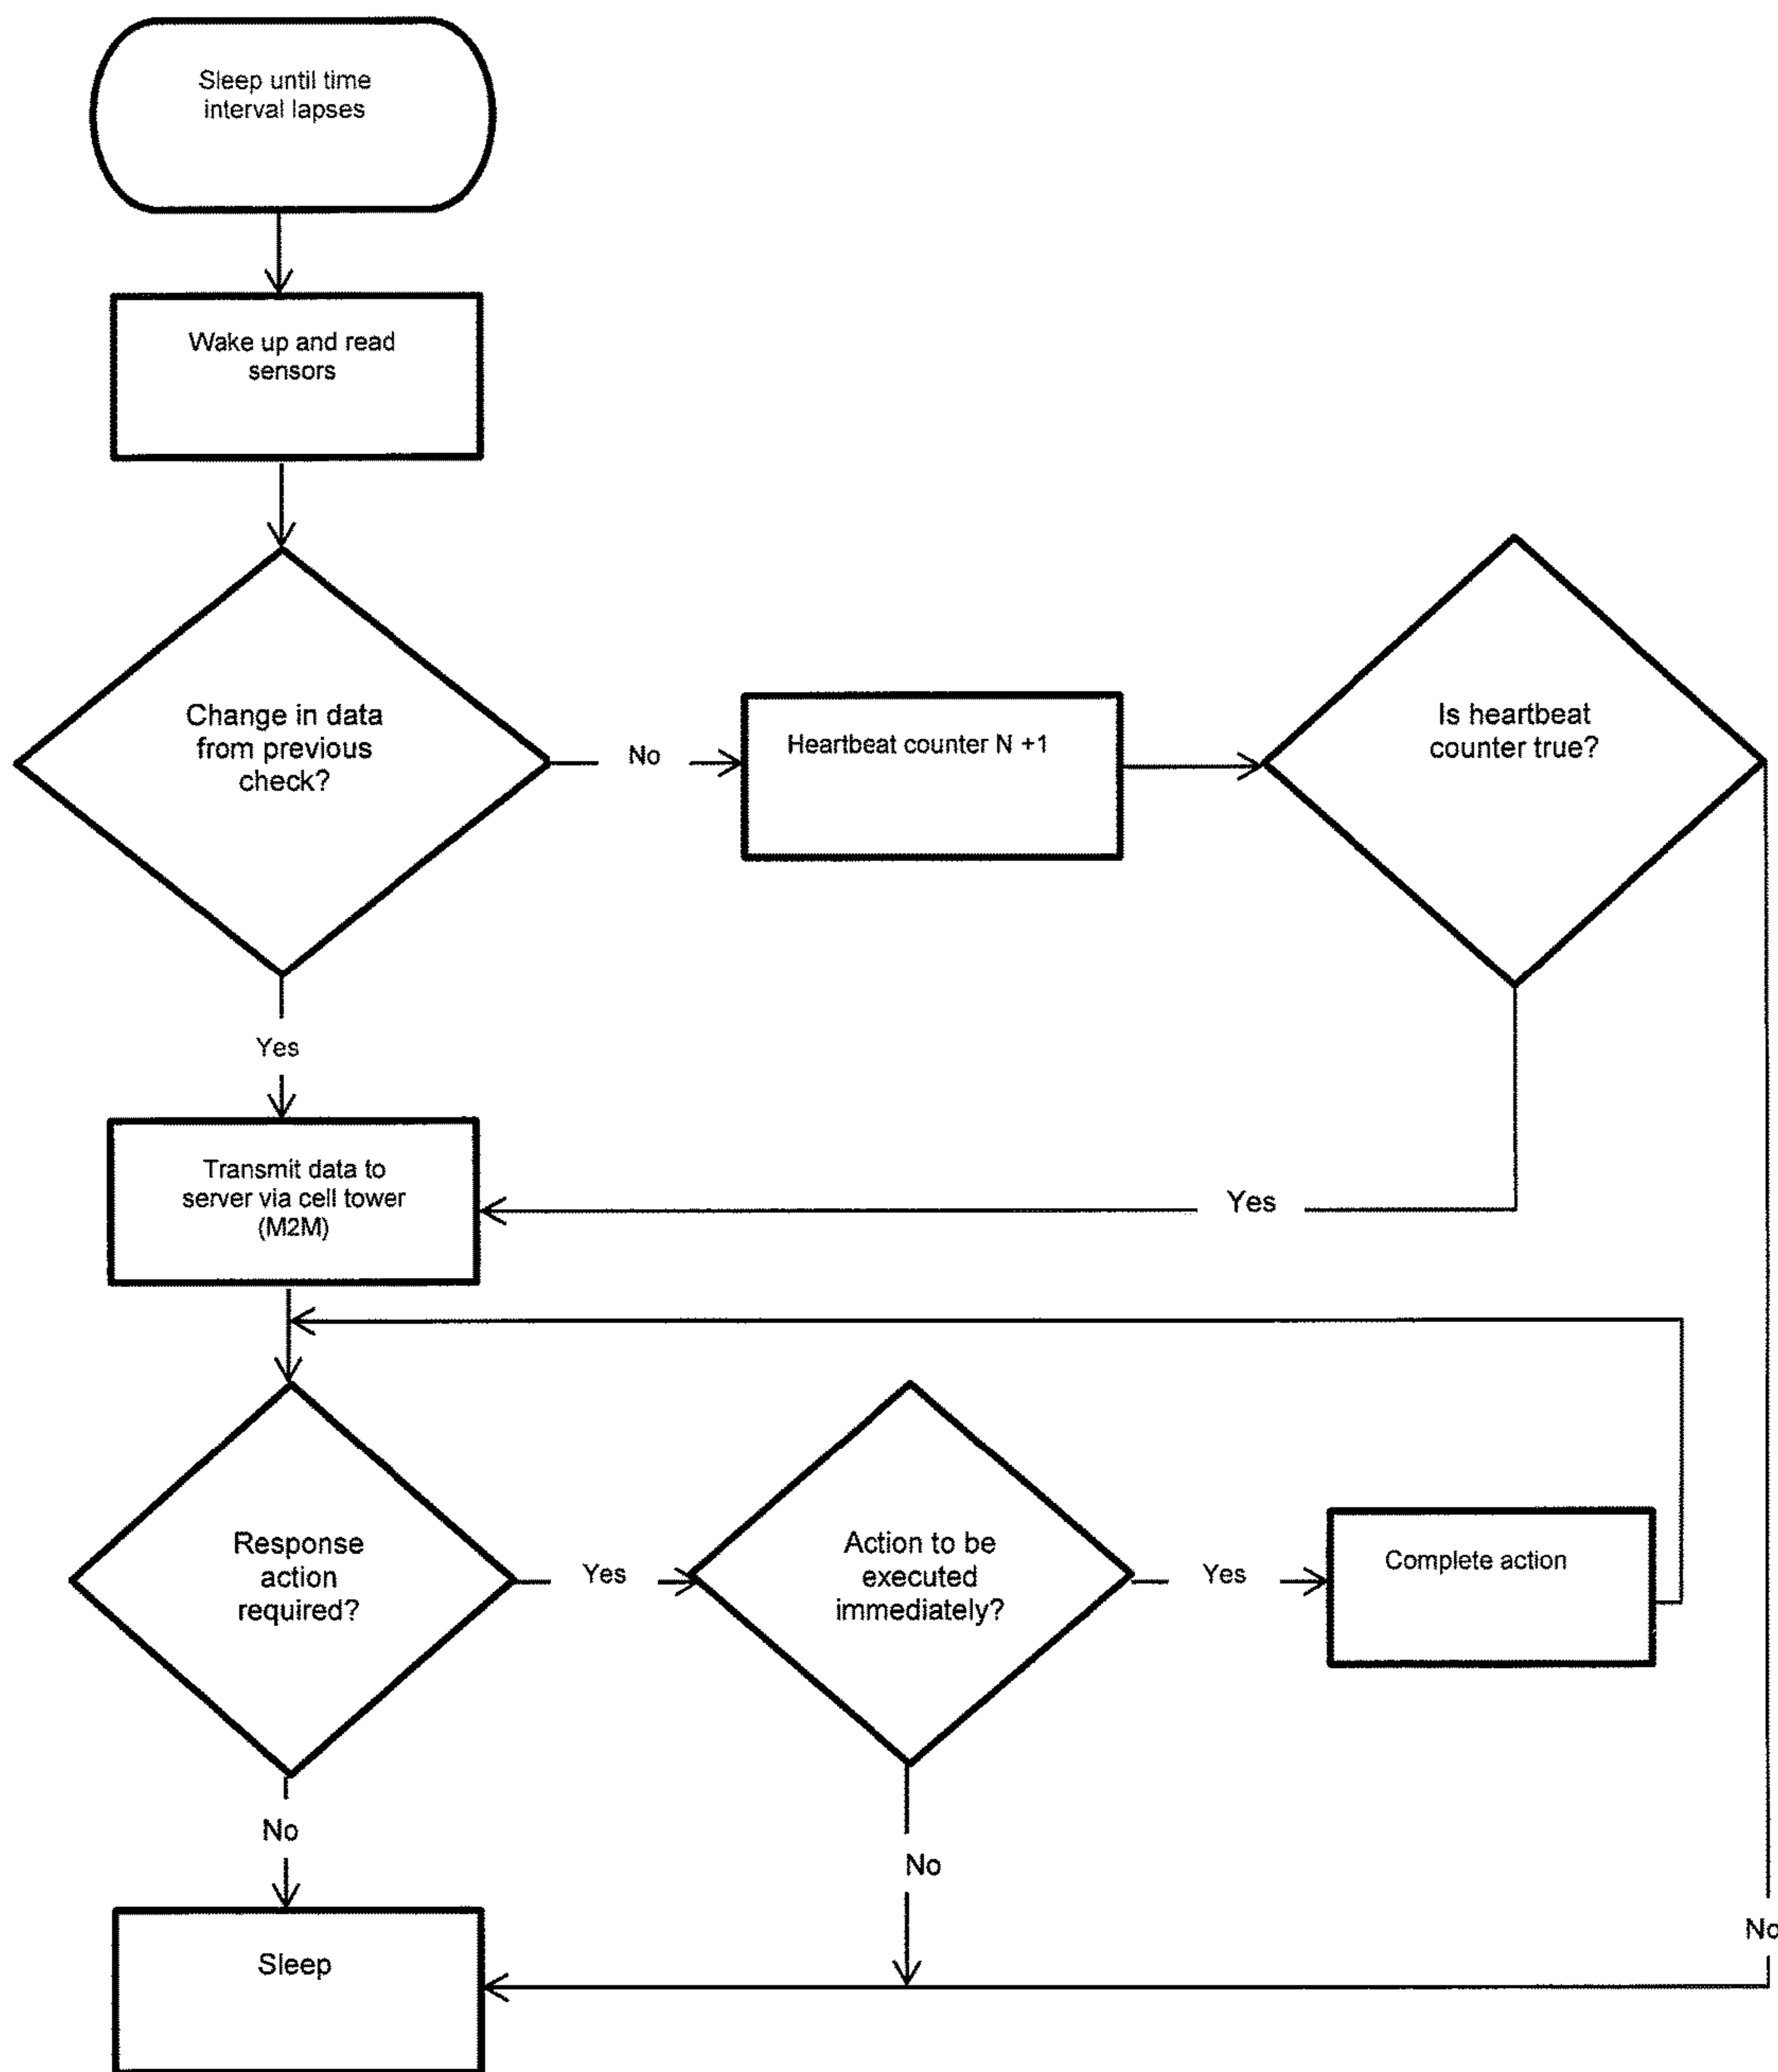 Sleep until time
interval lapses
Wake up and read
sensors
Change in data
from previous
check?
No
Heartbeat counter N +1
Is heartbeat
counter true?
Yes
Transmit data to
server via cell tower
(M2M)
Yes
Response
action
required?
Yes
Action to be
executed
immediately?
Yes
Complete action
No
No
No
Sleep